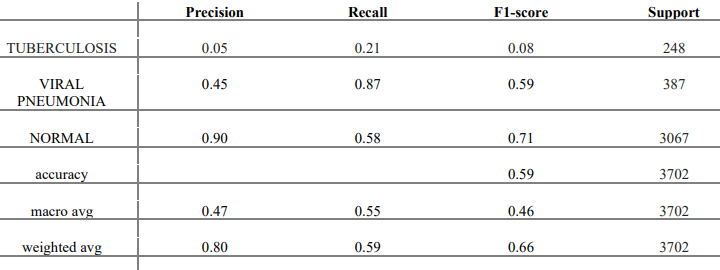 Precision Recall F1-score Support
TUBERCULOSIS 0.05 0.21 0.08 248
VIRAL PNEUMONIA 0.45 0.87 0.59 387
NORMAL 0.90 0.58 0.71 3067
accuracy 0.59 3702
macro avg 0.47 0.55 0.46 3702
weighted avg 0.80 0.59 0.66 3702